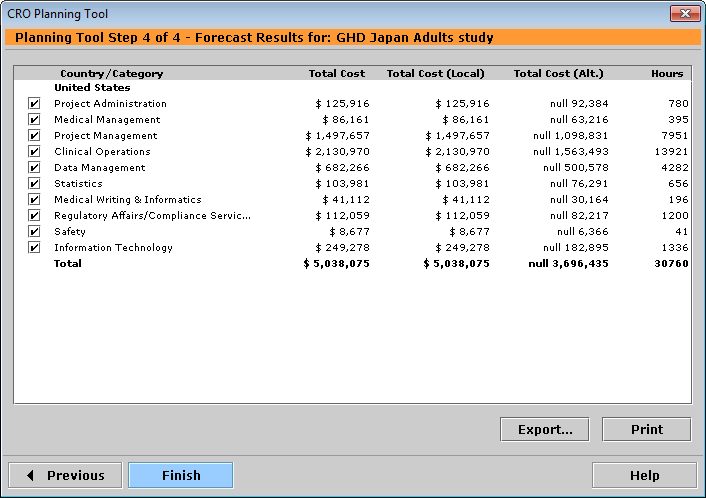 CRO Planning Tool
Planning Tool Step 4 of 4 - Forecast Results for: GHD Japan Adults study
Country/Category Total Cost Total Cost (Local) Total Cost (Alt.) Hours
United States
Project Administration $ 125,916 $ 125,916 null 92,384 780
Medical Management $ 86,161 $ 86,161 null 63,216 395
Project Management $ 1,497,657 $ 1,497,657 null 1,098,831 7951
Clinical Operations $ 2,130,970 $ 2,130,970 null 1,563,493 13921
Data Management $ 682,266 $ 682,266 null 500,578 4282
Statistics $ 103,981 $ 103,981 null 76,291 656
Medical Writing & Informatics $ 41,112 $ 41,112 null 30,164 196
Regulatory Affairs/Compliance Servic... $ 112,059 $ 112,059 null 82,217 1200
Safety $ 8,677 $ 8,677 null 6,366 41
Information Technology $ 249,278 $ 249,278 null 182,895 1336
Total $ 5,038,075 $ 5,038,075 null 3,696,435 30760
Export... Print
Previous Finish Help